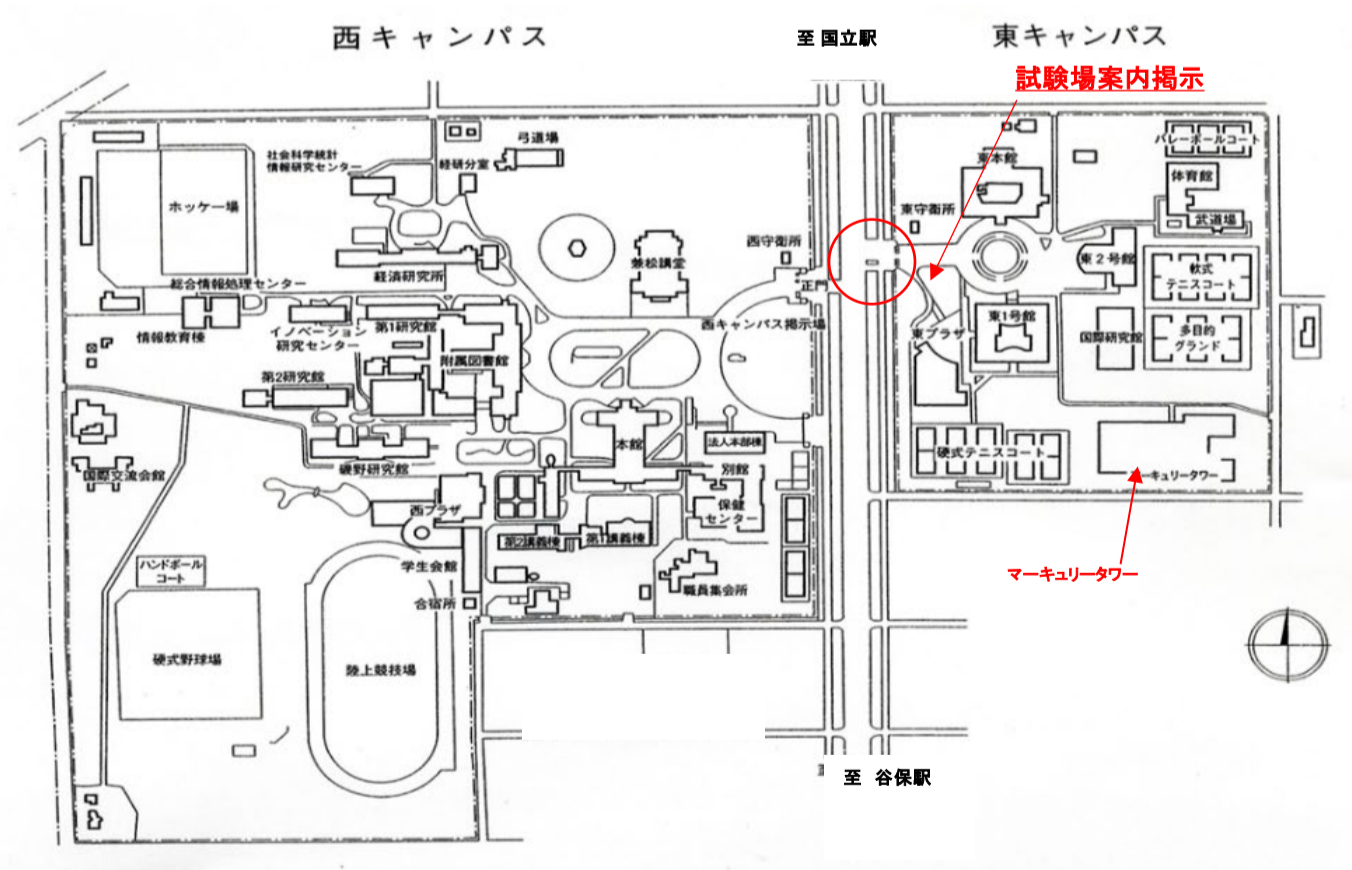 西キャンパス
至 国立駅
東キャンパス
試験場案内掲示
弓道場
社会科学統計
情報研究センター
経研分室
東本館
バレーボールコート
体育館
ホッケー場
東守衛所
武道場
西守衛所
兼松講堂
東2号館
軟式
テニスコート
経済研究所
総合情報処理センター
正門
情報教育棟
イノベーション
研究センター
第1研究館
西キャンパス掲示場
東1号館
東プラザ
国際研究館
多目的
グランド
附属図書館
第2研究館
本館
法人本部棟
硬式テニスコート
磯野研究館
国際交流会館
別館
マーキュリータワー
保健
センター
西プラザ
第2講義棟
第1講義棟
学生会館
ハンドボール
コート
マーキュリータワー
職員集会所
合宿所
硬式野球場
陸上競技場
至 谷保駅